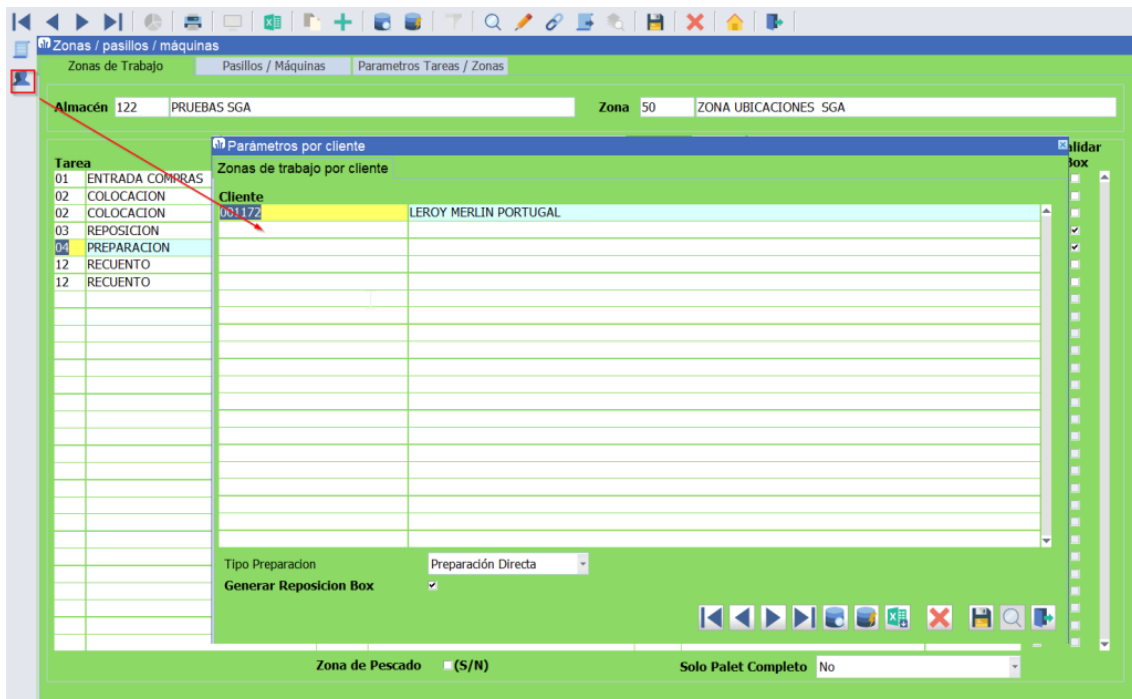 Zonas / pasillos / máquinas
Zonas de Trabajo Pasillos / Máquinas Parametros Tareas / Zonas
Almacén 122 PRUEBAS SGA Zona 50 ZONA UBICACIONES SGA
Parámetros por cliente
alidar
Tarea Zonas de trabajo por cliente Box
01 ENTRADA COMPRAS
02 COLOCACION Cliente
02 COLOCACION 001172 LEROY MERLIN PORTUGAL
03 REPOSICION
04 PREPARACION
12 RECUENTO
12 RECUENTO
Tipo Preparacion Preparación Directa
Generar Reposicion Box
Zona de Pescado (S/N) Solo Palet Completo No